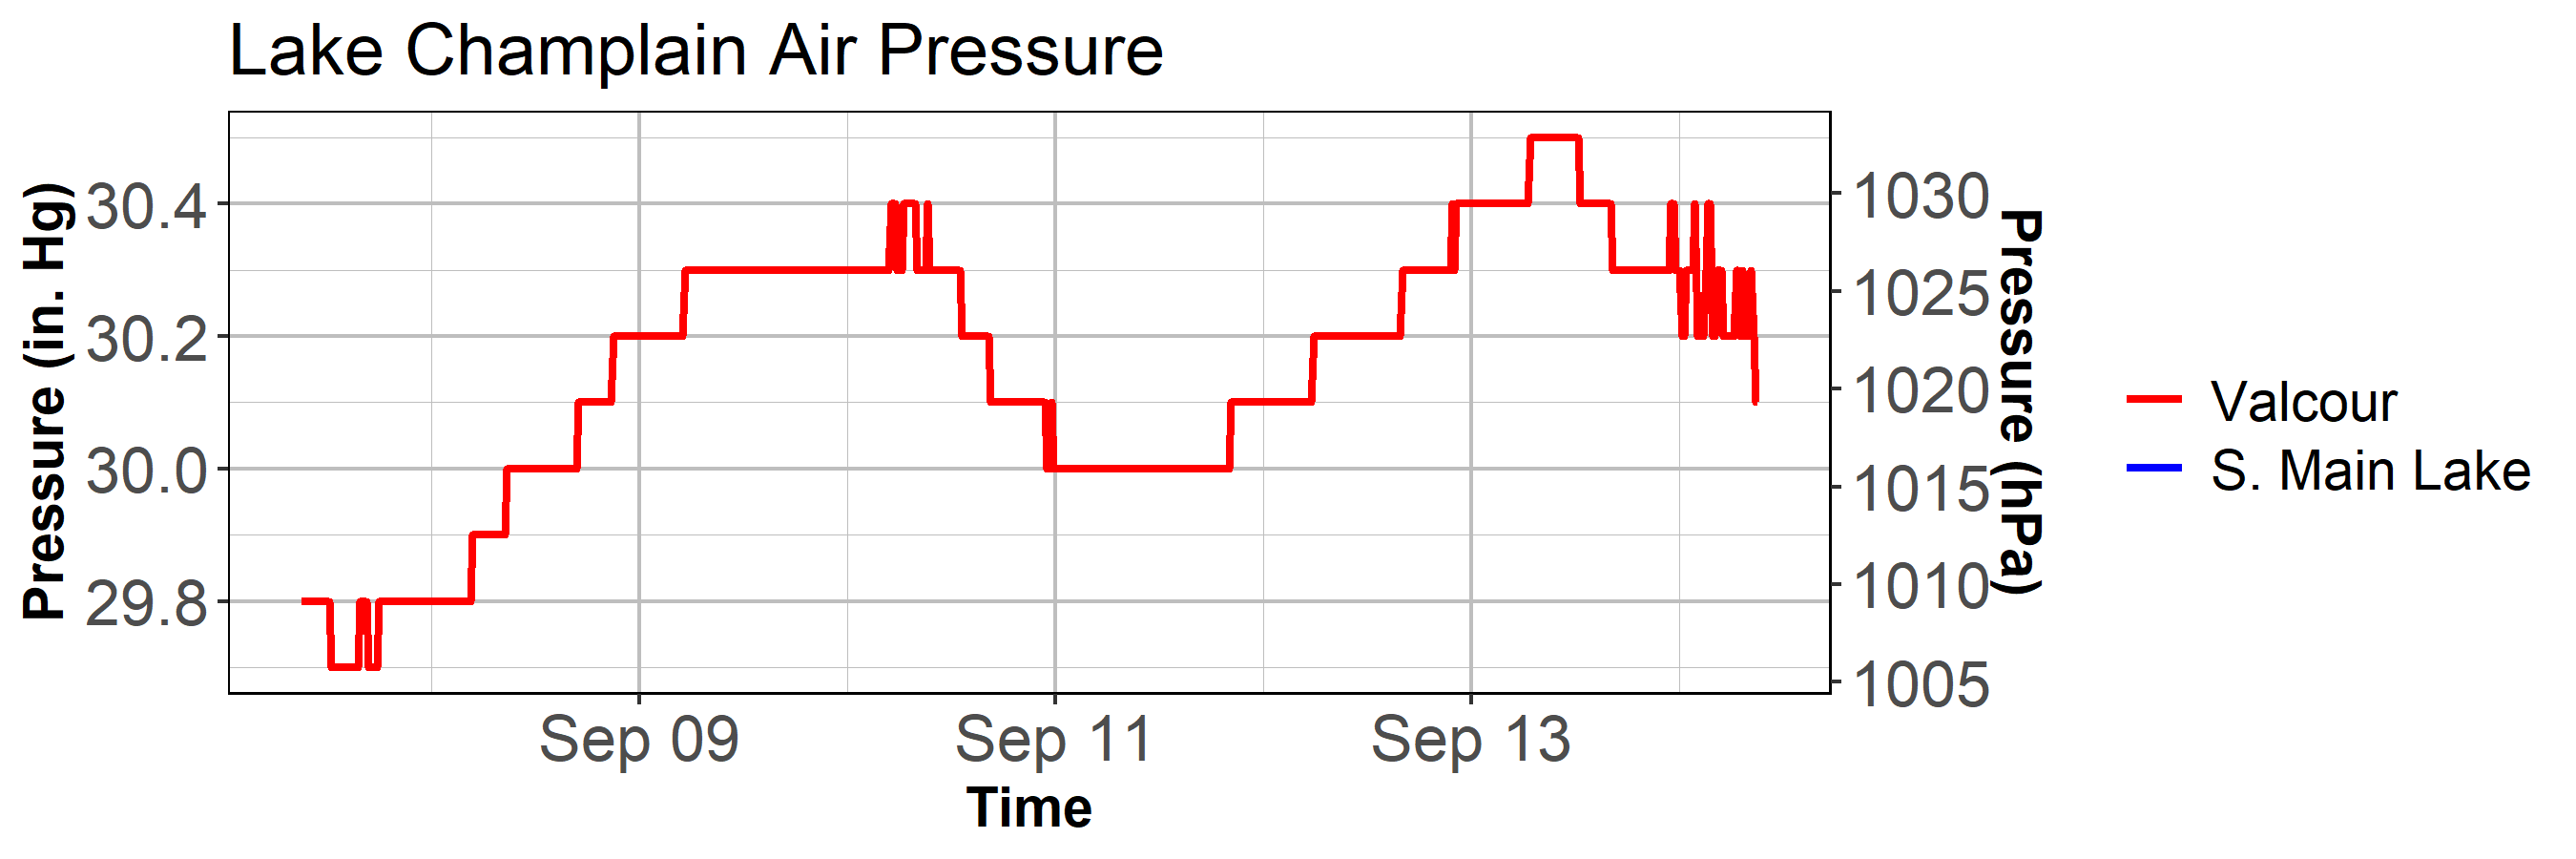 Lake Champlain Air Pressure
Pressure (in. Hg)
30.4
30.2
30.0
29.8
1030
1025
1020
1015
1010
1005
Pressure (hPa)
Sep 09
Sep 11
Sep 13
Time
Valcour
S. Main Lake